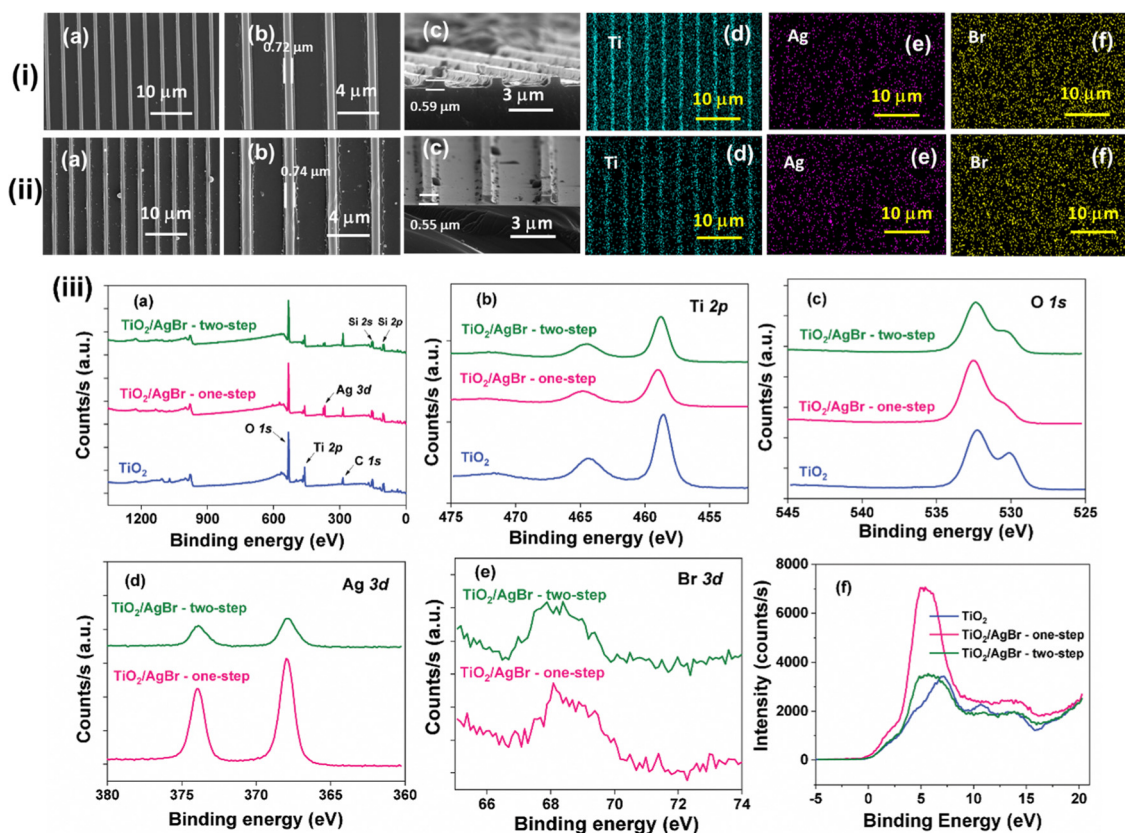 (i)
(a)
10 μm
(b)
0.72 μm
4 μm
(c)
0.59 μm
3 μm
Ti
(d)
10 μm
Ag
(e)
10 μm
Br
(f)
10 μm
(ii)
(a)
10 μm
(b)
0.74 μm
4 μm
(c)
0.55 μm
3 μm
Ti
(d)
10 μm
Ag
(e)
10 μm
Br
(f)
10 μm
(iii)
(a)
TiO₂/AgBr - two-step
Si 2s
Si 2p
TiO₂/AgBr - one-step
Ag 3d
O 1s
Ti 2p
C 1s
TiO₂
Counts/s (a.u.)
1200 900 600 300 0
Binding energy (eV)
(b)
Ti 2p
TiO₂/AgBr - two-step
TiO₂/AgBr - one-step
TiO₂
Counts/s (a.u.)
475 470 465 460 455
Binding energy (eV)
(c)
O 1s
TiO₂/AgBr - two-step
TiO₂/AgBr - one-step
TiO₂
Counts/s (a.u.)
545 540 535 530 525
Binding energy (eV)
(d)
Ag 3d
TiO₂/AgBr - two-step
TiO₂/AgBr - one-step
Counts/s (a.u.)
380 375 370 365 360
Binding energy (eV)
(e)
Br 3d
TiO₂/AgBr - two-step
TiO₂/AgBr - one-step
Counts/s (a.u.)
66 68 70 72 74
Binding energy (eV)
(f)
8000
6000
4000
2000
0
TiO₂
TiO₂/AgBr - one-step
TiO₂/AgBr - two-step
Intensity (counts/s)
-5 0 5 10 15 20
Binding Energy (eV)